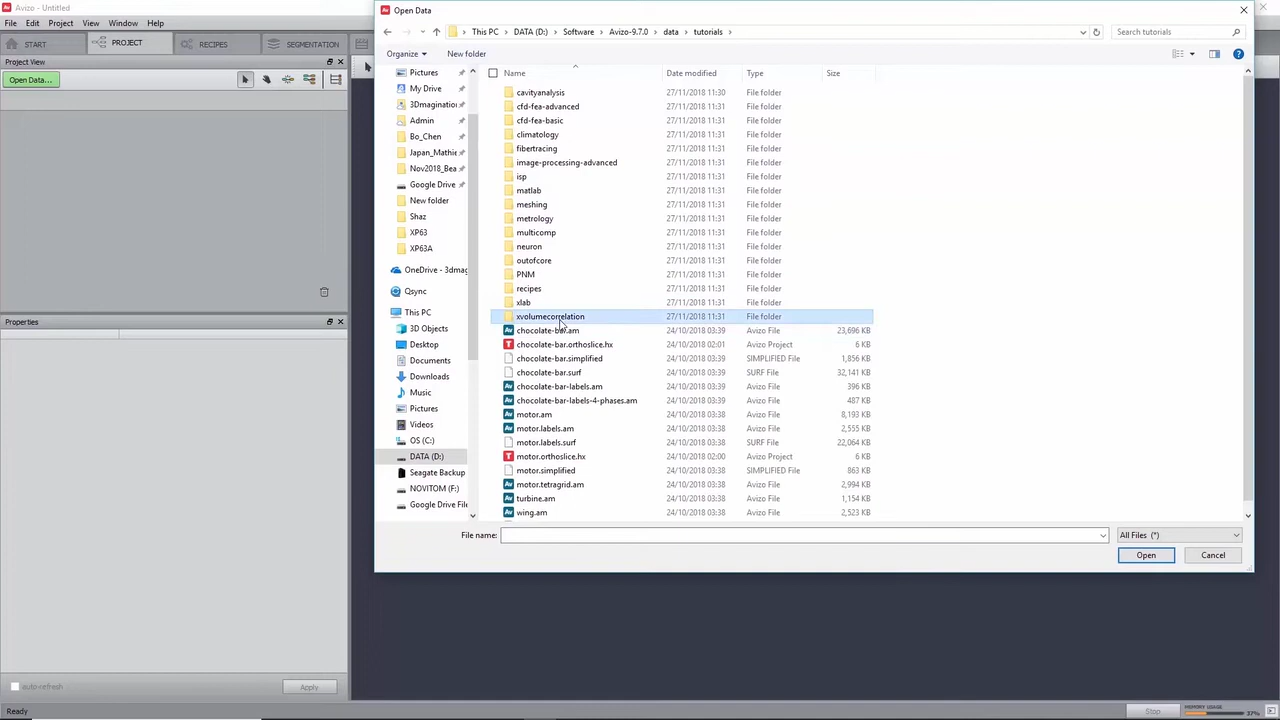 Avizo - Untitled
File Edit Project View Window Help
START PROJECT RECIPES SEGMENTATION
Project View
Open Data...
Properties
auto-refresh Apply
Ready
Open Data
This PC > DATA (D:) > Software > Avizo-9.7.0 > data > tutorials >
Search tutorials
Organize New folder
Pictures
My Drive
3Dmagination
Admin
Bo_Chen
Japan_Mathie
Nov2018_Bea
Google Drive
New folder
Shaz
XP63
XP63A
OneDrive - 3dmag
Qsync
This PC
3D Objects
Desktop
Documents
Downloads
Music
Pictures
Videos
OS (C:)
DATA (D:)
Seagate Backup
NOVITOM (F:)
Google Drive File
Name Date modified Type Size
cavityanalysis 27/11/2018 11:30 File folder
cfd-fea-advanced 27/11/2018 11:31 File folder
cfd-fea-basic 27/11/2018 11:31 File folder
climatology 27/11/2018 11:31 File folder
fibertracing 27/11/2018 11:31 File folder
image-processing-advanced 27/11/2018 11:31 File folder
isp 27/11/2018 11:31 File folder
matlab 27/11/2018 11:31 File folder
meshing 27/11/2018 11:31 File folder
metrology 27/11/2018 11:31 File folder
multicomp 27/11/2018 11:31 File folder
neuron 27/11/2018 11:31 File folder
outofcore 27/11/2018 11:31 File folder
PNM 27/11/2018 11:31 File folder
recipes 27/11/2018 11:31 File folder
xlab 27/11/2018 11:31 File folder
xvolumecorrelation 27/11/2018 11:31 File folder
chocolate-bar.am 24/10/2018 03:39 Avizo File 23,696 KB
chocolate-bar.orthoslice.hx 24/10/2018 02:01 Avizo Project 6 KB
chocolate-bar.simplified 24/10/2018 03:39 SIMPLIFIED File 1,856 KB
chocolate-bar.surf 24/10/2018 03:39 SURF File 32,141 KB
chocolate-bar-labels.am 24/10/2018 03:39 Avizo File 396 KB
chocolate-bar-labels-4-phases.am 24/10/2018 03:39 Avizo File 487 KB
motor.am 24/10/2018 03:38 Avizo File 8,193 KB
motor.labels.am 24/10/2018 03:38 Avizo File 2,555 KB
motor.labels.surf 24/10/2018 03:38 SURF File 22,064 KB
motor.orthoslice.hx 24/10/2018 02:00 Avizo Project 6 KB
motor.simplified 24/10/2018 03:38 SIMPLIFIED File 863 KB
motor.tetragrid.am 24/10/2018 03:38 Avizo File 2,994 KB
turbine.am 24/10/2018 03:38 Avizo File 1,154 KB
wing.am 24/10/2018 03:38 Avizo File 2,523 KB
File name: All Files (*)
Open Cancel
Stop MEMORY USAGE 37%